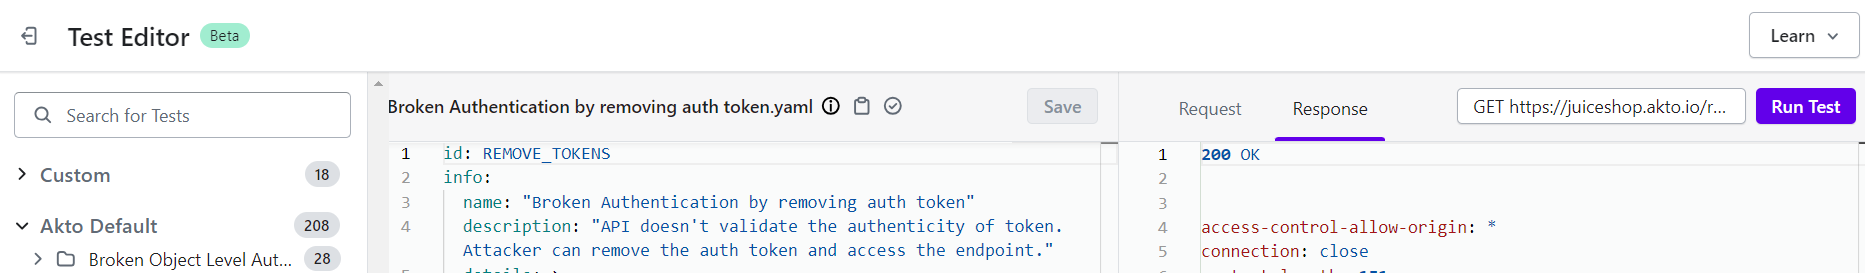 Test Editor Beta
Learn
Search for Tests
Custom 18
Akto Default 208
Broken Object Level Aut... 28
Broken Authentication by removing auth token.yaml
Save
1 id: REMOVE_TOKENS
2 info:
3 name: "Broken Authentication by removing auth token"
4 description: "API doesn't validate the authenticity of token.
Attacker can remove the auth token and access the endpoint."
Request Response GET https://juiceshop.akto.io/r... Run Test
1 200 OK
2
3
4 access-control-allow-origin: *
5 connection: close